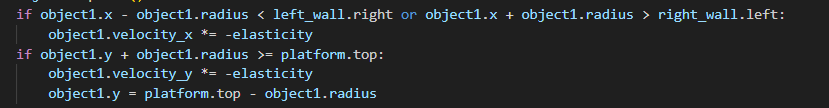 if object1.x - object1.radius < left_wall.right or object1.x + object1.radius > right_wall.left:
    object1.velocity_x *= -elasticity
if object1.y + object1.radius >= platform.top:
    object1.velocity_y *= -elasticity
    object1.y = platform.top - object1.radius